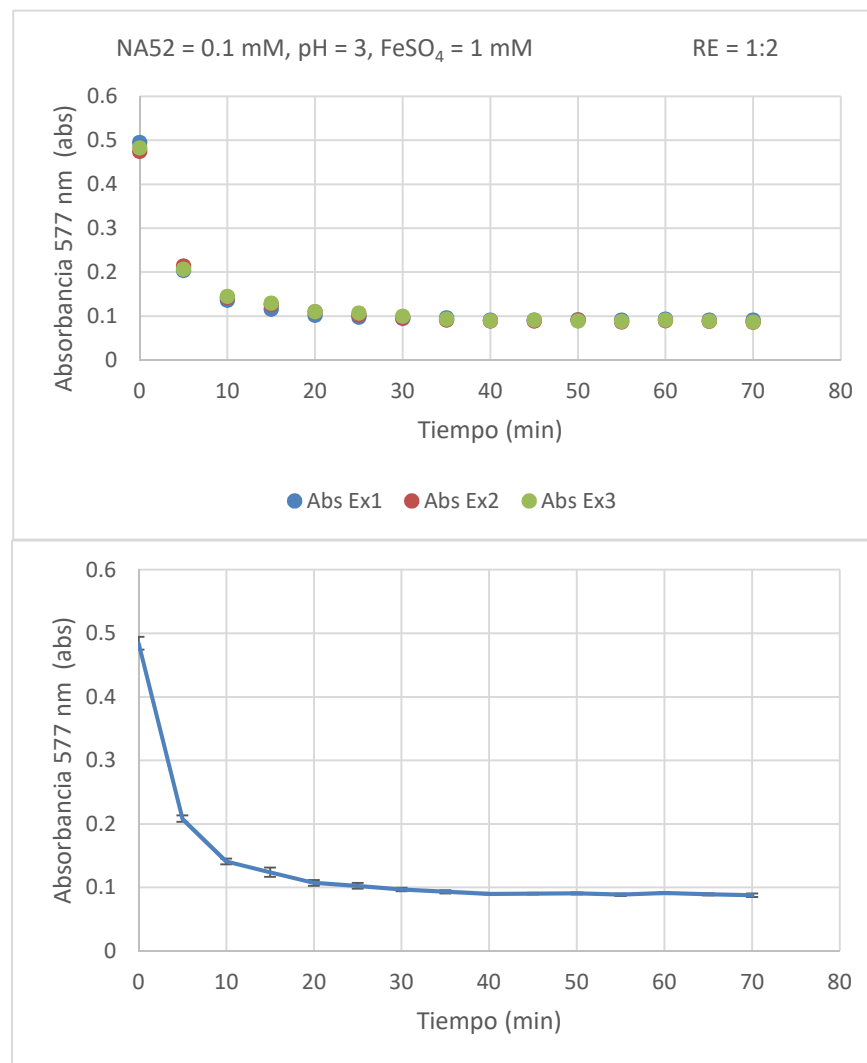 NA52 = 0.1 mM, pH = 3, FeSO₄ = 1 mM RE = 1:2
0.6
0.5
0.4
0.3
0.2
0.1
0
Absorbancia 577 nm (abs)
0 10 20 30 40 50 60 70 80
Tiempo (min)
Abs Ex1 Abs Ex2 Abs Ex3
0.6
0.5
0.4
0.3
0.2
0.1
0
Absorbancia 577 nm (abs)
0 10 20 30 40 50 60 70 80
Tiempo (min)